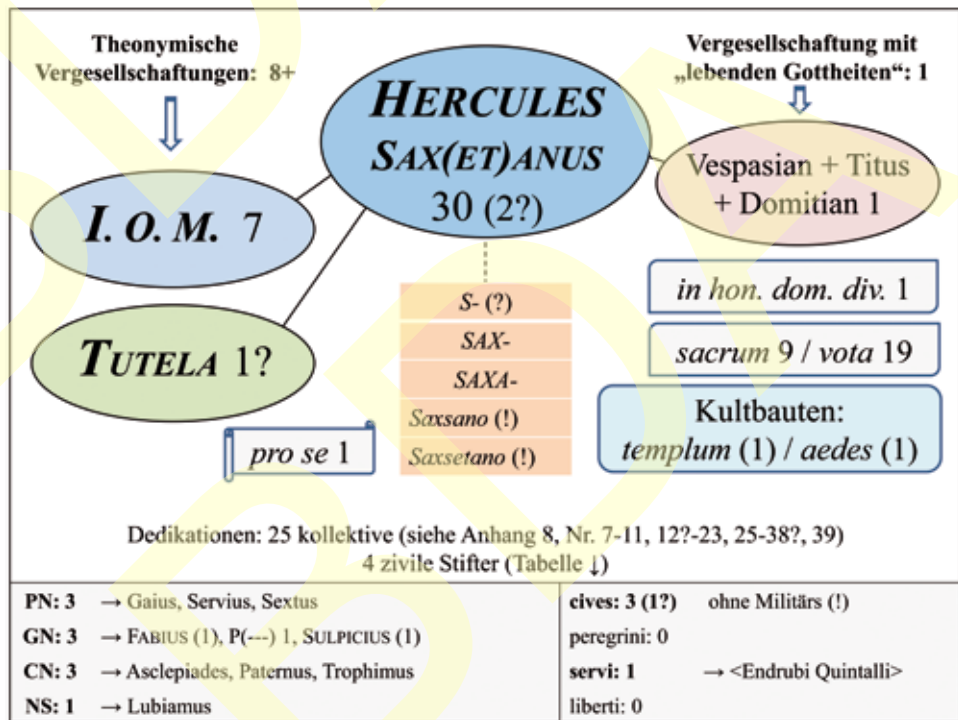 Theonymische
Vergesellschaftungen: 8+
HERCULES
SAX(ET)ANUS
30 (2?)
Vergesellschaftung mit
„lebenden Gottheiten“: 1
Vespasian + Titus
+ Domitian 1
I. O. M. 7
TUTELA 1?
S- (?)
SAX-
SAXA-
Saxsano (!)
Saxsetano (!)
in hon. dom. div. 1
sacrum 9 / vota 19
Kultbauten:
templum (1) / aedes (1)
pro se 1
Dedikationen: 25 kollektive (siehe Anhang 8, Nr. 7-11, 12?-23, 25-38?, 39)
4 zivile Stifter (Tabelle ↓)
PN: 3 → Gaius, Servius, Sextus
GN: 3 → FABIUS (1), P(---) 1, SULPICIUS (1)
CN: 3 → Asclepiades, Paternus, Trophimus
NS: 1 → Lubiamus
cives: 3 (1?) ohne Militärs (!)
peregrini: 0
servi: 1 → <Endrubi Quintalli>
liberti: 0